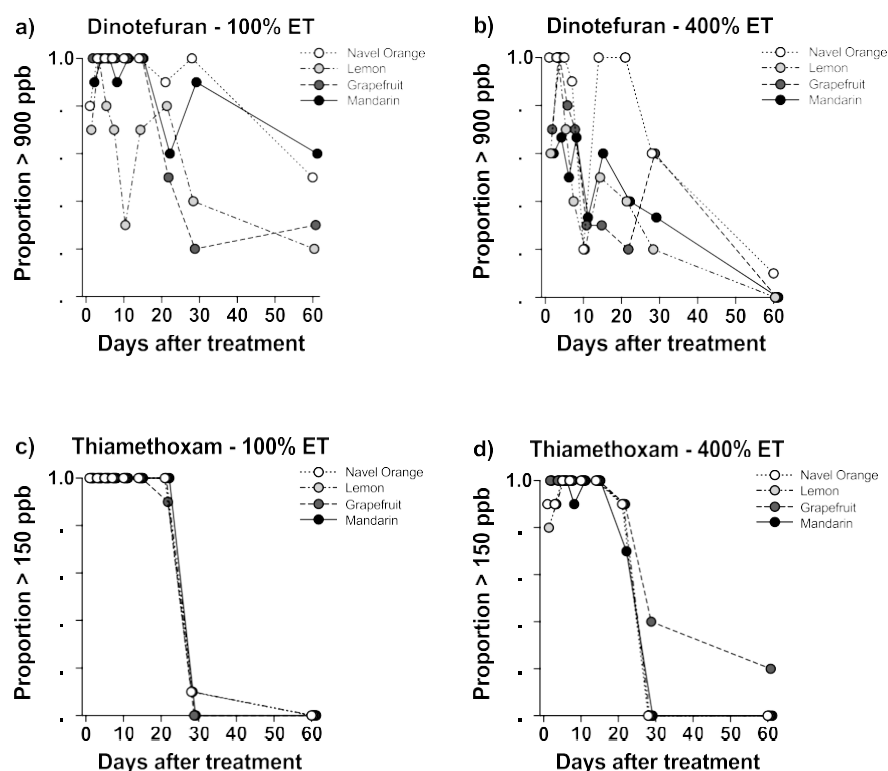 a) Dinotefuran - 100% ET
Navel Orange
Lemon
Grapefruit
Mandarin
1.0
Proportion > 900 ppb
0 10 20 30 40 50 60
Days after treatment
b) Dinotefuran - 400% ET
Navel Orange
Lemon
Grapefruit
Mandarin
1.0
Proportion > 900 ppb
0 10 20 30 40 50 60
Days after treatment
c) Thiamethoxam - 100% ET
Navel Orange
Lemon
Grapefruit
Mandarin
1.0
Proportion > 150 ppb
0 10 20 30 40 50 60
Days after treatment
d) Thiamethoxam - 400% ET
Navel Orange
Lemon
Grapefruit
Mandarin
1.0
Proportion > 150 ppb
0 10 20 30 40 50 60
Days after treatment